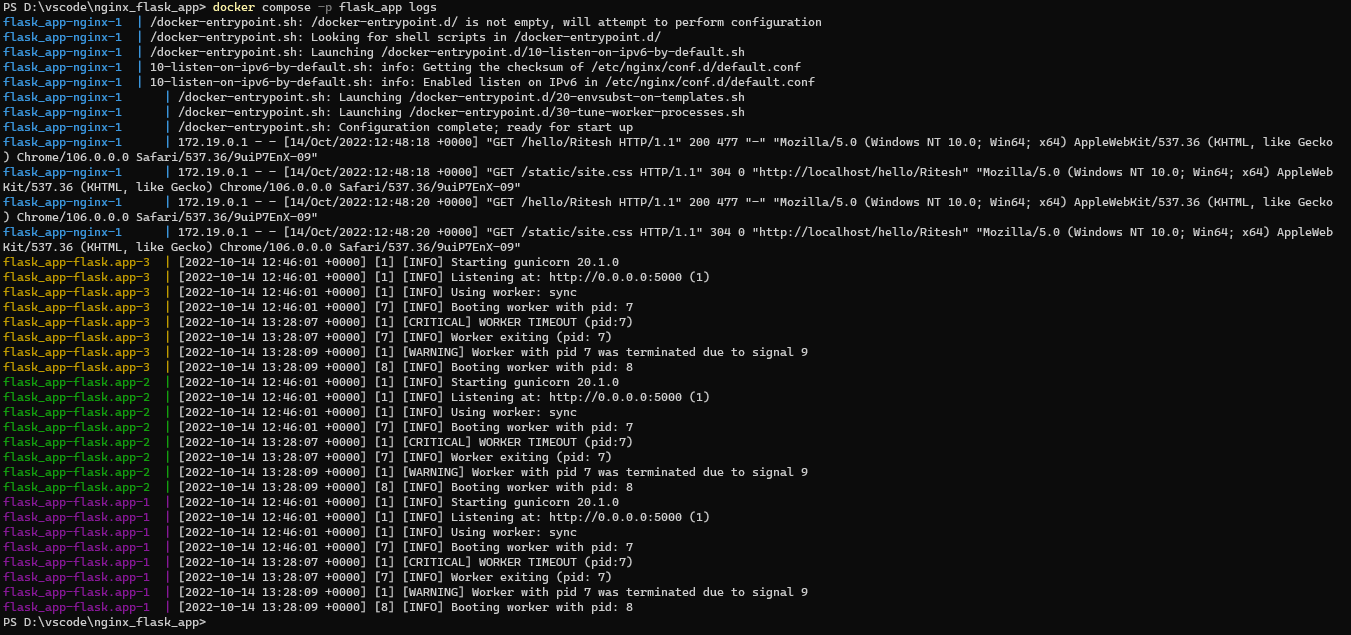 PS D:\vscode\nginx_flask_app> docker compose -p flask_app logs
flask_app-nginx-1  | /docker-entrypoint.sh: /docker-entrypoint.d/ is not empty, will attempt to perform configuration
flask_app-nginx-1  | /docker-entrypoint.sh: Looking for shell scripts in /docker-entrypoint.d/
flask_app-nginx-1  | /docker-entrypoint.sh: Launching /docker-entrypoint.d/10-listen-on-ipv6-by-default.sh
flask_app-nginx-1  | 10-listen-on-ipv6-by-default.sh: info: Getting the checksum of /etc/nginx/conf.d/default.conf
flask_app-nginx-1  | 10-listen-on-ipv6-by-default.sh: info: Enabled listen on IPv6 in /etc/nginx/conf.d/default.conf
flask_app-nginx-1      | /docker-entrypoint.sh: Launching /docker-entrypoint.d/20-envsubst-on-templates.sh
flask_app-nginx-1      | /docker-entrypoint.sh: Launching /docker-entrypoint.d/30-tune-worker-processes.sh
flask_app-nginx-1      | /docker-entrypoint.sh: Configuration complete; ready for start up
flask_app-nginx-1      | 172.19.0.1 - - [14/Oct/2022:12:48:18 +0000] "GET /hello/Ritesh HTTP/1.1" 200 477 "-" "Mozilla/5.0 (Windows NT 10.0; Win64; x64) AppleWebKit/537.36 (KHTML, like Gecko
) Chrome/106.0.0.0 Safari/537.36/9uiP7EnX-09"
flask_app-nginx-1      | 172.19.0.1 - - [14/Oct/2022:12:48:18 +0000] "GET /static/site.css HTTP/1.1" 304 0 "http://localhost/hello/Ritesh" "Mozilla/5.0 (Windows NT 10.0; Win64; x64) AppleWeb
Kit/537.36 (KHTML, like Gecko) Chrome/106.0.0.0 Safari/537.36/9uiP7EnX-09"
flask_app-nginx-1      | 172.19.0.1 - - [14/Oct/2022:12:48:20 +0000] "GET /hello/Ritesh HTTP/1.1" 200 477 "-" "Mozilla/5.0 (Windows NT 10.0; Win64; x64) AppleWebKit/537.36 (KHTML, like Gecko
) Chrome/106.0.0.0 Safari/537.36/9uiP7EnX-09"
flask_app-nginx-1      | 172.19.0.1 - - [14/Oct/2022:12:48:20 +0000] "GET /static/site.css HTTP/1.1" 304 0 "http://localhost/hello/Ritesh" "Mozilla/5.0 (Windows NT 10.0; Win64; x64) AppleWeb
Kit/537.36 (KHTML, like Gecko) Chrome/106.0.0.0 Safari/537.36/9uiP7EnX-09"
flask_app-flask.app-3  | [2022-10-14 12:46:01 +0000] [1] [INFO] Starting gunicorn 20.1.0
flask_app-flask.app-3  | [2022-10-14 12:46:01 +0000] [1] [INFO] Listening at: http://0.0.0.0:5000 (1)
flask_app-flask.app-3  | [2022-10-14 12:46:01 +0000] [1] [INFO] Using worker: sync
flask_app-flask.app-3  | [2022-10-14 12:46:01 +0000] [7] [INFO] Booting worker with pid: 7
flask_app-flask.app-3  | [2022-10-14 13:28:07 +0000] [1] [CRITICAL] WORKER TIMEOUT (pid:7)
flask_app-flask.app-3  | [2022-10-14 13:28:07 +0000] [7] [INFO] Worker exiting (pid: 7)
flask_app-flask.app-3  | [2022-10-14 13:28:09 +0000] [1] [WARNING] Worker with pid 7 was terminated due to signal 9
flask_app-flask.app-3  | [2022-10-14 13:28:09 +0000] [8] [INFO] Booting worker with pid: 8
flask_app-flask.app-2  | [2022-10-14 12:46:01 +0000] [1] [INFO] Starting gunicorn 20.1.0
flask_app-flask.app-2  | [2022-10-14 12:46:01 +0000] [1] [INFO] Listening at: http://0.0.0.0:5000 (1)
flask_app-flask.app-2  | [2022-10-14 12:46:01 +0000] [1] [INFO] Using worker: sync
flask_app-flask.app-2  | [2022-10-14 12:46:01 +0000] [7] [INFO] Booting worker with pid: 7
flask_app-flask.app-2  | [2022-10-14 13:28:07 +0000] [1] [CRITICAL] WORKER TIMEOUT (pid:7)
flask_app-flask.app-2  | [2022-10-14 13:28:07 +0000] [7] [INFO] Worker exiting (pid: 7)
flask_app-flask.app-2  | [2022-10-14 13:28:09 +0000] [1] [WARNING] Worker with pid 7 was terminated due to signal 9
flask_app-flask.app-2  | [2022-10-14 13:28:09 +0000] [8] [INFO] Booting worker with pid: 8
flask_app-flask.app-1  | [2022-10-14 12:46:01 +0000] [1] [INFO] Starting gunicorn 20.1.0
flask_app-flask.app-1  | [2022-10-14 12:46:01 +0000] [1] [INFO] Listening at: http://0.0.0.0:5000 (1)
flask_app-flask.app-1  | [2022-10-14 12:46:01 +0000] [1] [INFO] Using worker: sync
flask_app-flask.app-1  | [2022-10-14 12:46:01 +0000] [7] [INFO] Booting worker with pid: 7
flask_app-flask.app-1  | [2022-10-14 13:28:07 +0000] [1] [CRITICAL] WORKER TIMEOUT (pid:7)
flask_app-flask.app-1  | [2022-10-14 13:28:07 +0000] [7] [INFO] Worker exiting (pid: 7)
flask_app-flask.app-1  | [2022-10-14 13:28:09 +0000] [1] [WARNING] Worker with pid 7 was terminated due to signal 9
flask_app-flask.app-1  | [2022-10-14 13:28:09 +0000] [8] [INFO] Booting worker with pid: 8
PS D:\vscode\nginx_flask_app>